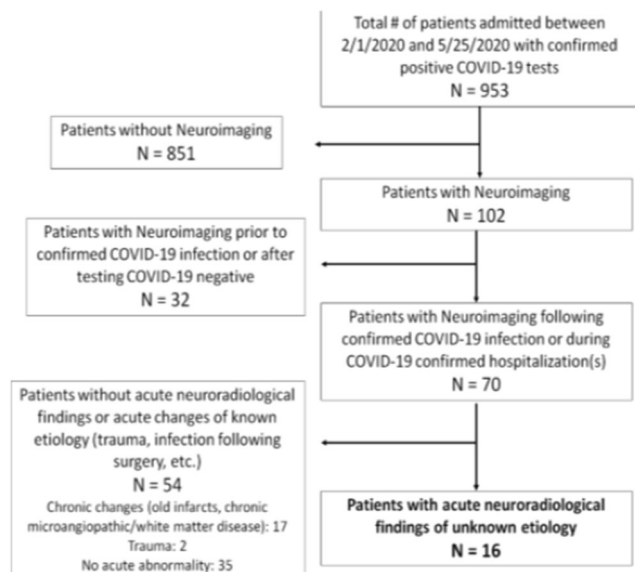 Total # of patients admitted between
2/1/2020 and 5/25/2020 with confirmed
positive COVID-19 tests
N = 953
Patients without Neuroimaging
N = 851
Patients with Neuroimaging
N = 102
Patients with Neuroimaging prior to
confirmed COVID-19 infection or after
testing COVID-19 negative
N = 32
Patients with Neuroimaging following
confirmed COVID-19 infection or during
COVID-19 confirmed hospitalization(s)
N = 70
Patients without acute neuroradiological
findings or acute changes of known
etiology (trauma, infection following
surgery, etc.)
N = 54
Chronic changes (old infarcts, chronic
microangiopathic/white matter disease): 17
Trauma: 2
No acute abnormality: 35
Patients with acute neuroradiological
findings of unknown etiology
N = 16